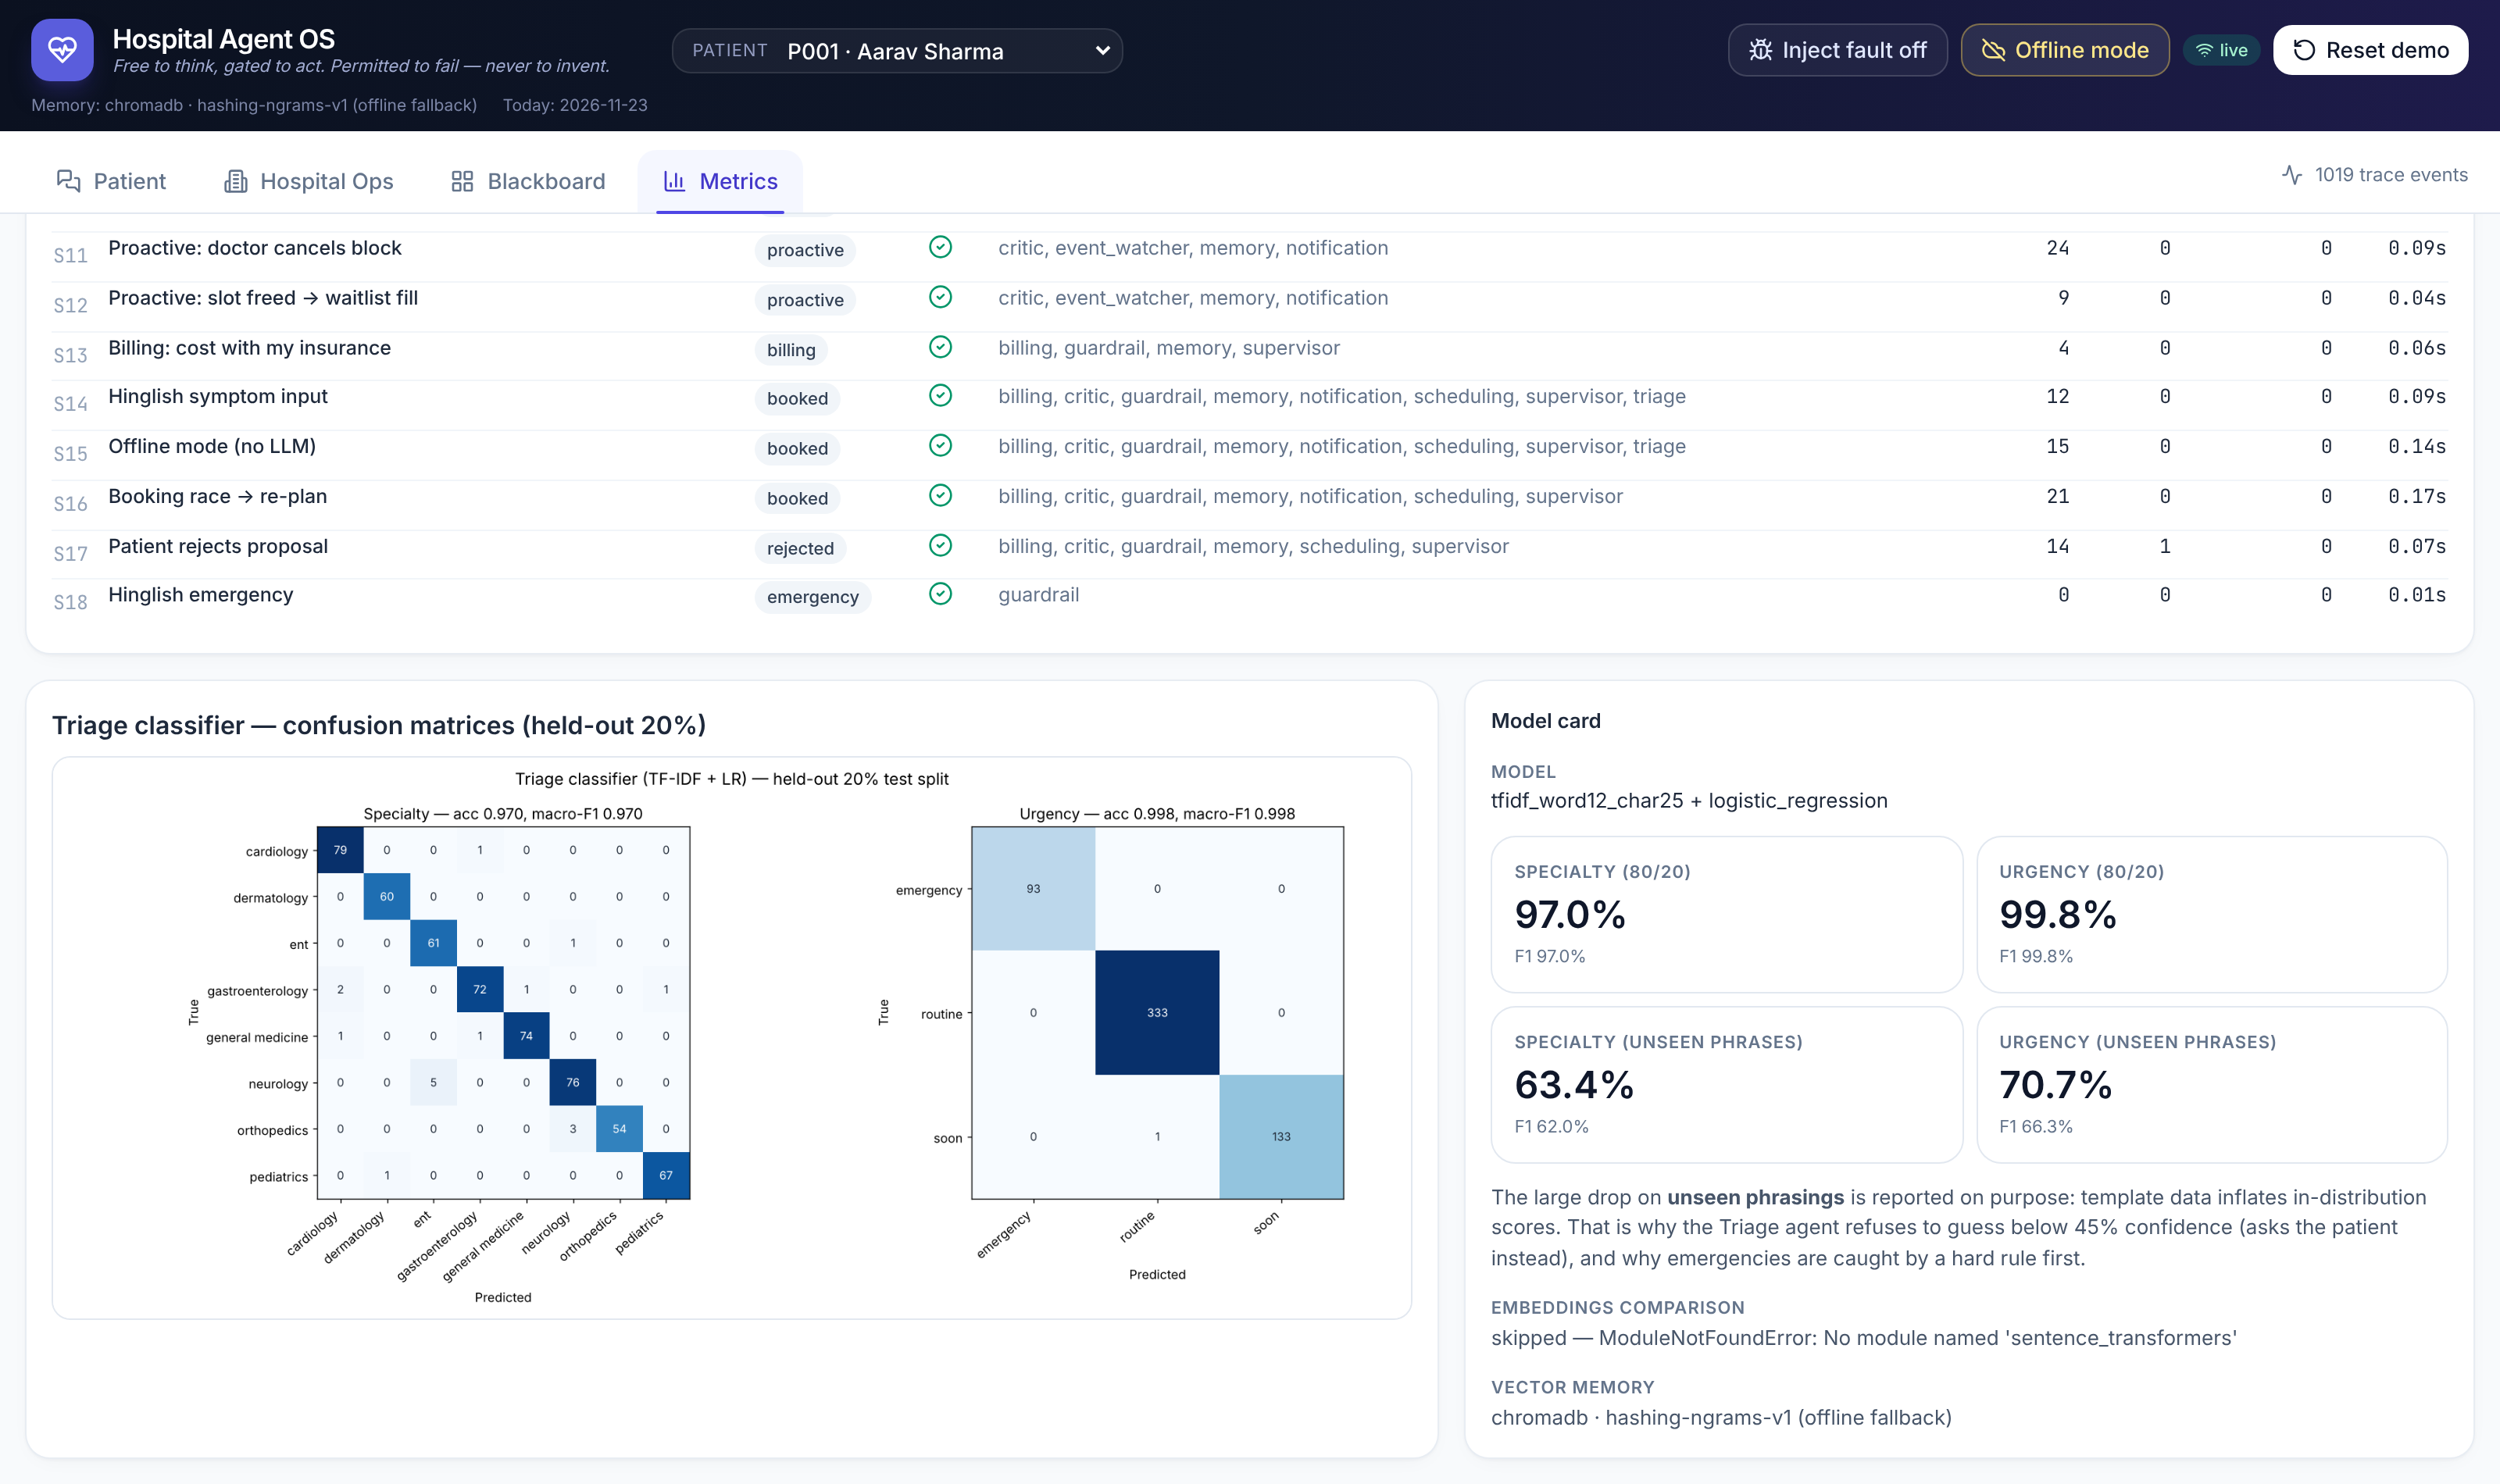 Hospital Agent OS
Free to think, gated to act. Permitted to fail — never to invent.
PATIENT P001 · Aarav Sharma
Inject fault off
Offline mode
live
Reset demo
Memory: chromadb · hashing-ngrams-v1 (offline fallback) Today: 2026-11-23
Patient
Hospital Ops
Blackboard
Metrics
1019 trace events
S11 Proactive: doctor cancels block proactive critic, event_watcher, memory, notification 24 0 0 0.09s
S12 Proactive: slot freed → waitlist fill proactive critic, event_watcher, memory, notification 9 0 0 0.04s
S13 Billing: cost with my insurance billing billing, guardrail, memory, supervisor 4 0 0 0.06s
S14 Hinglish symptom input booked billing, critic, guardrail, memory, notification, scheduling, supervisor, triage 12 0 0 0.09s
S15 Offline mode (no LLM) booked billing, critic, guardrail, memory, notification, scheduling, supervisor, triage 15 0 0 0.14s
S16 Booking race → re-plan booked billing, critic, guardrail, memory, notification, scheduling, supervisor 21 0 0 0.17s
S17 Patient rejects proposal rejected billing, critic, guardrail, memory, scheduling, supervisor 14 1 0 0.07s
S18 Hinglish emergency emergency guardrail 0 0 0 0.01s
Triage classifier — confusion matrices (held-out 20%)
Triage classifier (TF-IDF + LR) — held-out 20% test split
Specialty — acc 0.970, macro-F1 0.970
True
cardiology 79 0 0 1 0 0 0 0
dermatology 0 60 0 0 0 0 0 0
ent 0 0 61 0 0 1 0 0
gastroenterology 2 0 0 72 1 0 0 1
general medicine 1 0 0 1 74 0 0 0
neurology 0 0 5 0 0 76 0 0
orthopedics 0 0 0 0 0 3 54 0
pediatrics 0 1 0 0 0 0 0 67
cardiology dermatology ent gastroenterology general medicine neurology orthopedics pediatrics
Predicted
Urgency — acc 0.998, macro-F1 0.998
True
emergency 93 0 0
routine 0 333 0
soon 0 1 133
emergency routine soon
Predicted
Model card
MODEL
tfidf_word12_char25 + logistic_regression
SPECIALTY (80/20)
97.0%
F1 97.0%
URGENCY (80/20)
99.8%
F1 99.8%
SPECIALTY (UNSEEN PHRASES)
63.4%
F1 62.0%
URGENCY (UNSEEN PHRASES)
70.7%
F1 66.3%
The large drop on unseen phrasings is reported on purpose: template data inflates in-distribution
scores. That is why the Triage agent refuses to guess below 45% confidence (asks the patient
instead), and why emergencies are caught by a hard rule first.
EMBEDDINGS COMPARISON
skipped — ModuleNotFoundError: No module named 'sentence_transformers'
VECTOR MEMORY
chromadb · hashing-ngrams-v1 (offline fallback)